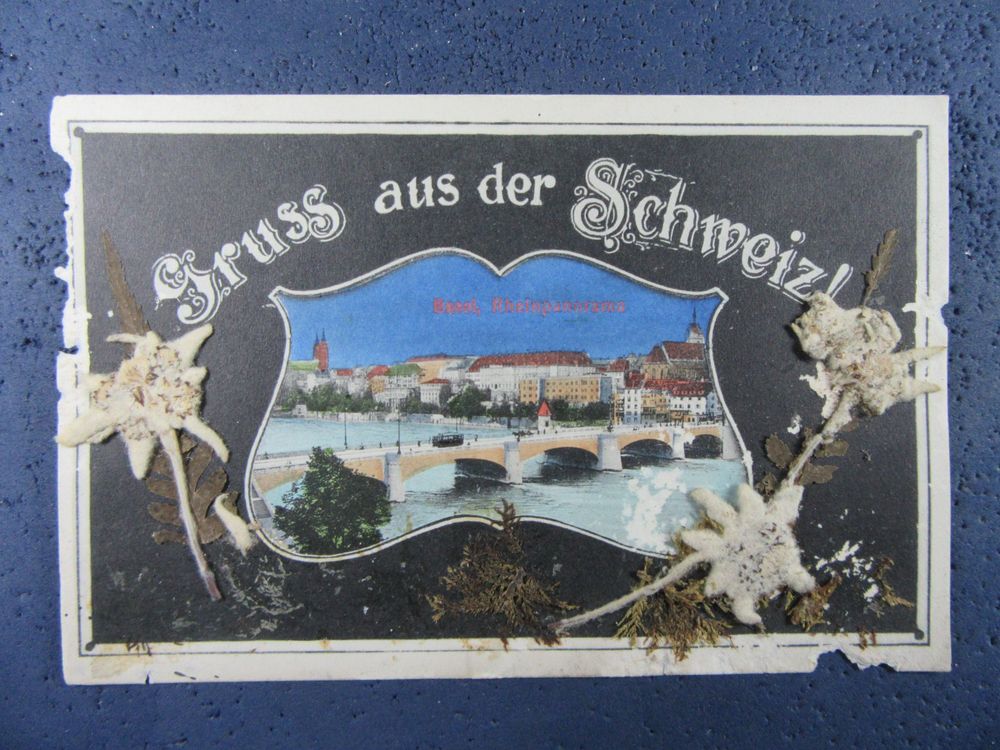 Gruss aus der Schweiz!
Basel, Rheinpanorama